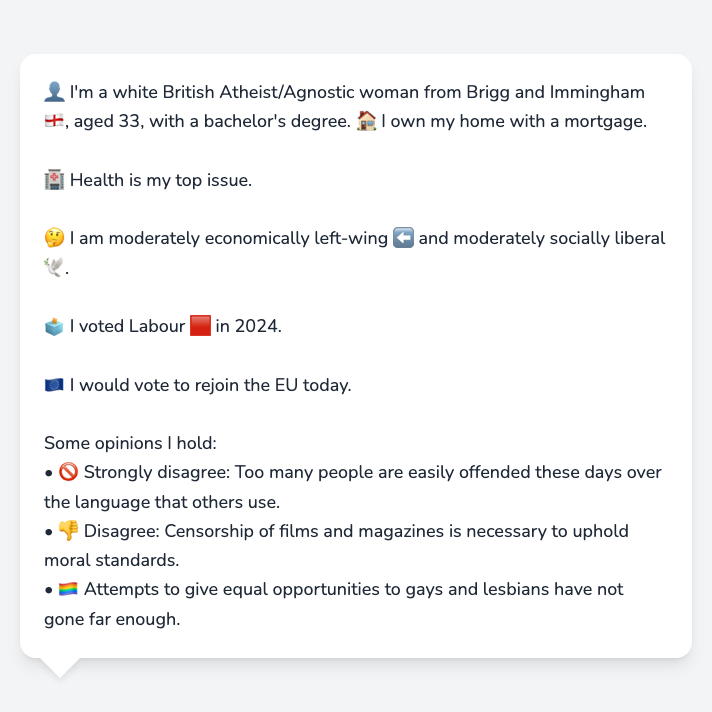 👤 I'm a white British Atheist/Agnostic woman from Brigg and Immingham
🏴󠁧󠁢󠁥󠁮󠁧󠁿, aged 33, with a bachelor's degree. 🏠 I own my home with a mortgage.
🏥 Health is my top issue.
🤔 I am moderately economically left-wing ⬅️ and moderately socially liberal
🕊️.
🗳️ I voted Labour 🟥 in 2024.
🇪🇺 I would vote to rejoin the EU today.
Some opinions I hold:
• 🚫 Strongly disagree: Too many people are easily offended these days over
the language that others use.
• 👎 Disagree: Censorship of films and magazines is necessary to uphold
moral standards.
• 🏳️‍🌈 Attempts to give equal opportunities to gays and lesbians have not
gone far enough.